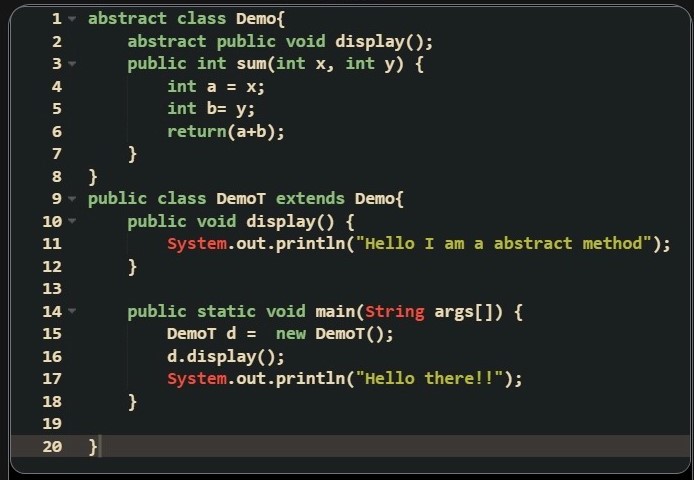 1 abstract class Demo{
2     abstract public void display();
3     public int sum(int x, int y) {
4         int a = x;
5         int b= y;
6         return(a+b);
7     }
8 }
9 public class DemoT extends Demo{
10     public void display() {
11         System.out.println("Hello I am a abstract method");
12     }
13
14     public static void main(String args[]) {
15         DemoT d =  new DemoT();
16         d.display();
17         System.out.println("Hello there!!");
18     }
19
20 }